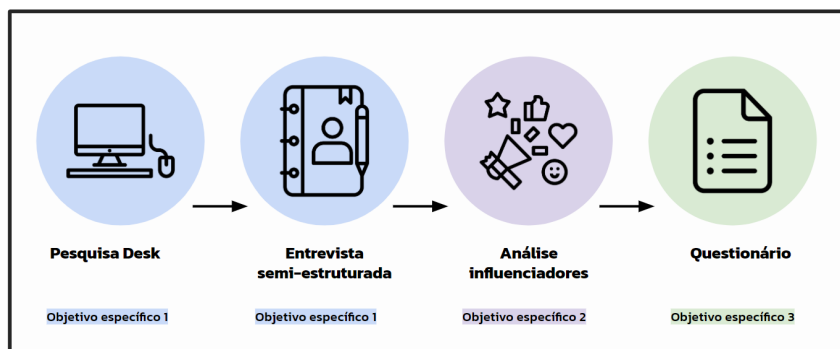 Pesquisa Desk
Entrevista
semi-estruturada
Análise
influenciadores
Questionário
Objetivo específico 1
Objetivo específico 1
Objetivo específico 2
Objetivo específico 3